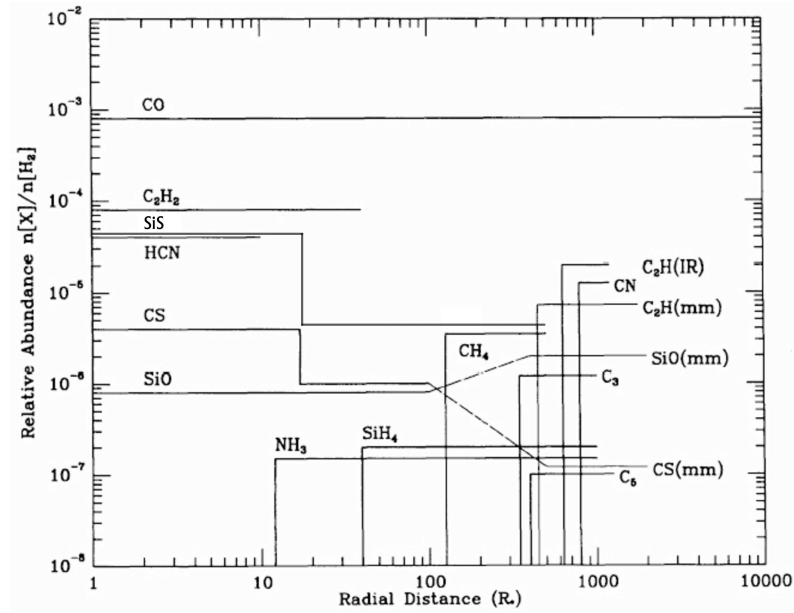 10⁻²
10⁻³
10⁻⁴
10⁻⁵
10⁻⁶
10⁻⁷
10⁻⁸
Relative Abundance n[X]/n[H₂]
CO
C₂H₂
SiS
HCN
CS
SiO
NH₃
SiH₄
CH₄
C₂H(IR)
CN
C₂H(mm)
SiO(mm)
C₃
CS(mm)
C₅
1 10 100 1000 10000
Radial Distance (R*)